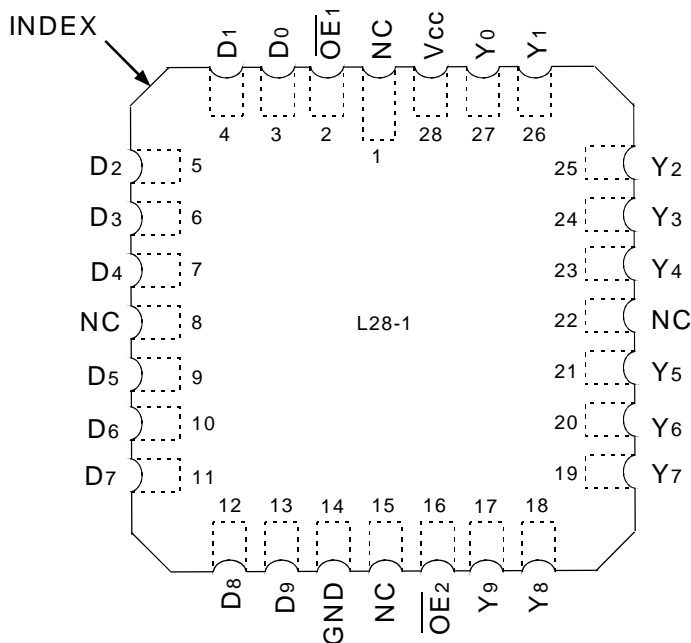 INDEX
D1 D0 O̅E̅1 NC Vcc Y0 Y1
4 3 2 1 28 27 26
D2 5 25 Y2
D3 6 24 Y3
D4 7 23 Y4
NC 8 L28-1 22 NC
D5 9 21 Y5
D6 10 20 Y6
D7 11 19 Y7
12 13 14 15 16 17 18
D8 D9 GND NC O̅E̅2 Y9 Y8